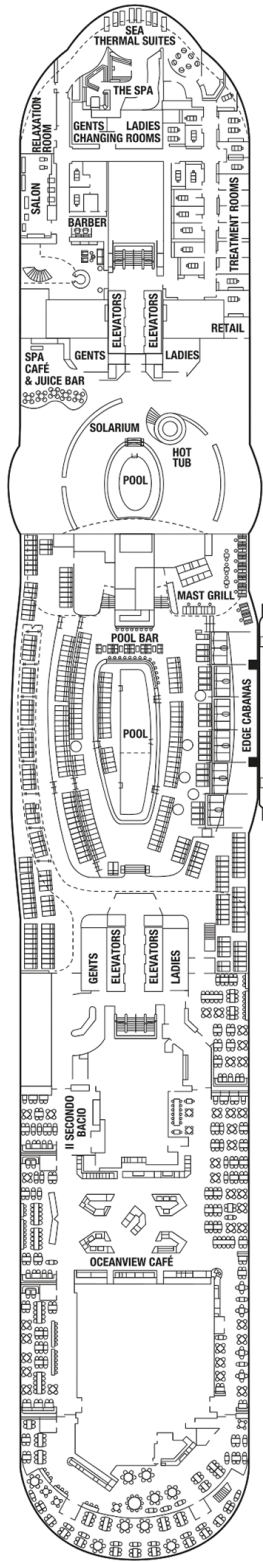 SEA
THERMAL SUITES
THE SPA
GENTS LADIES
CHANGING ROOMS
RELAXATION
ROOM
SALON
BARBER
TREATMENT ROOMS
ELEVATORS
ELEVATORS
RETAIL
SPA
CAFÉ
& JUICE BAR
GENTS
LADIES
SOLARIUM
HOT
TUB
POOL
MAST GRILL
POOL BAR
POOL
EDGE CABANAS
GENTS
ELEVATORS
ELEVATORS
LADIES
Il SECONDO
BACIO
OCEANVIEW CAFÉ